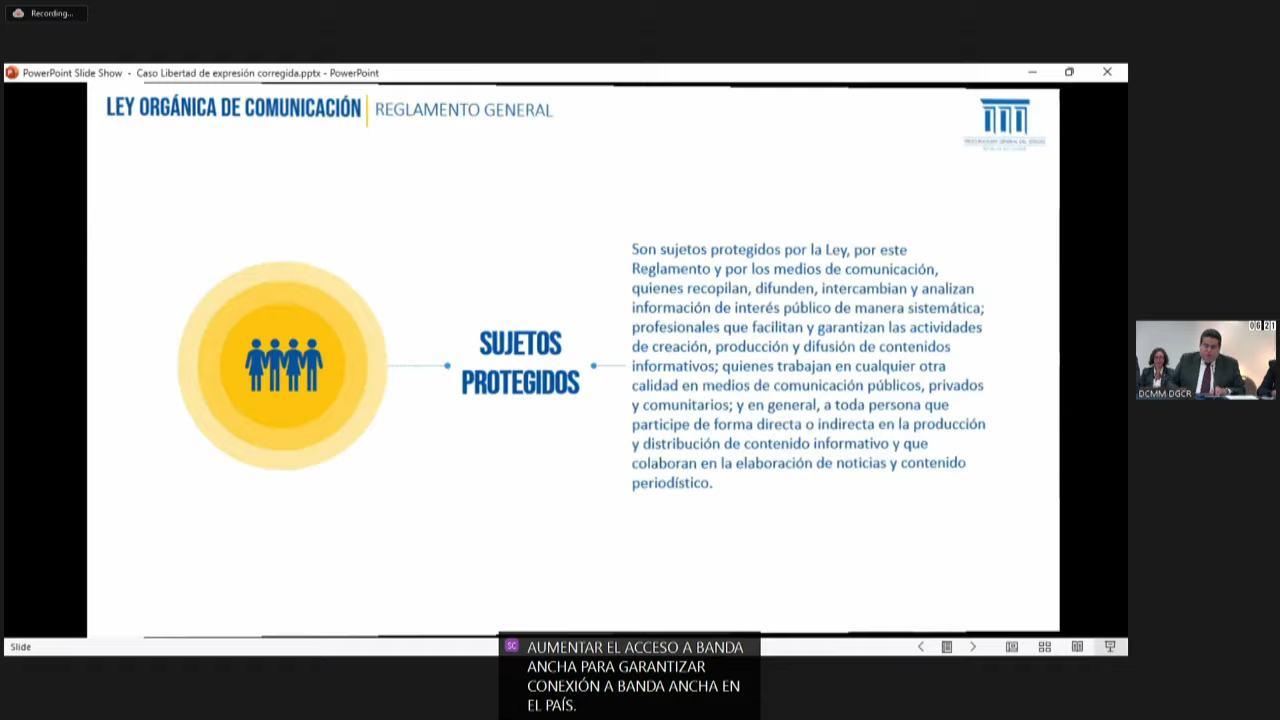 Recording...
PowerPoint Slide Show - Caso Libertad de expresión corregida.pptx - PowerPoint
LEY ORGÁNICA DE COMUNICACIÓN | REGLAMENTO GENERAL
SUJETOS
PROTEGIDOS
Son sujetos protegidos por la Ley, por este
Reglamento y por los medios de comunicación,
quienes recopilan, difunden, intercambian y analizan
información de interés público de manera sistemática;
profesionales que facilitan y garantizan las actividades
de creación, producción y difusión de contenidos
informativos; quienes trabajan en cualquier otra
calidad en medios de comunicación públicos, privados
y comunitarios; y en general, a toda persona que
participe de forma directa o indirecta en la producción
y distribución de contenido informativo y que
colaboran en la elaboración de noticias y contenido
periodístico.
06:21
DCMM DGCR
Slide
SC
AUMENTAR EL ACCESO A BANDA
ANCHA PARA GARANTIZAR
CONEXIÓN A BANDA ANCHA EN
EL PAÍS.